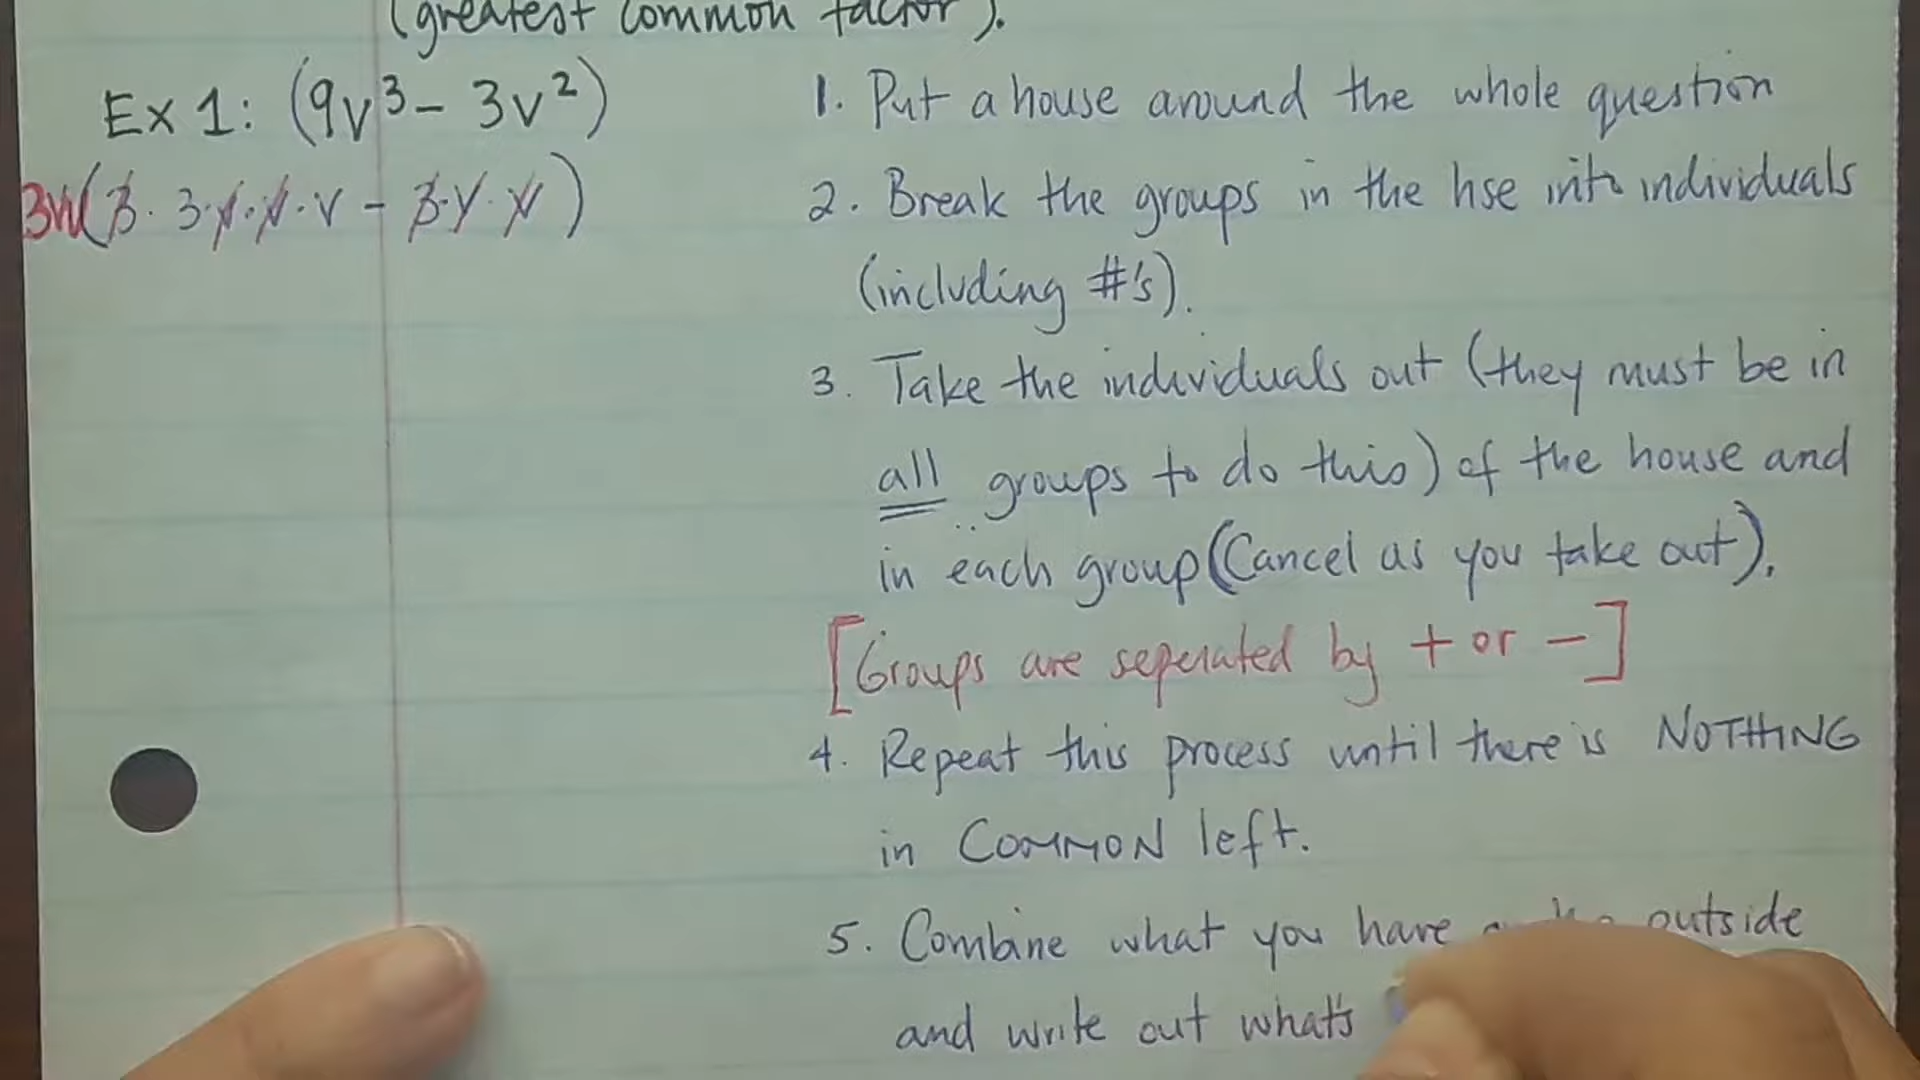 (greatest common factor).
Ex 1: (9v³ - 3v²)
3vv(3 · 3 · v · v · v - 3 · v · v)
1. Put a house around the whole question
2. Break the groups in the hse into individuals
(including #'s).
3. Take the individuals out (they must be in
all groups to do this) of the house and
in each group (Cancel as you take out).
[Groups are seperated by + or -]
4. Repeat this process until there is NOTHING
in COMMON left.
5. Combine what you have outside
and write out what's